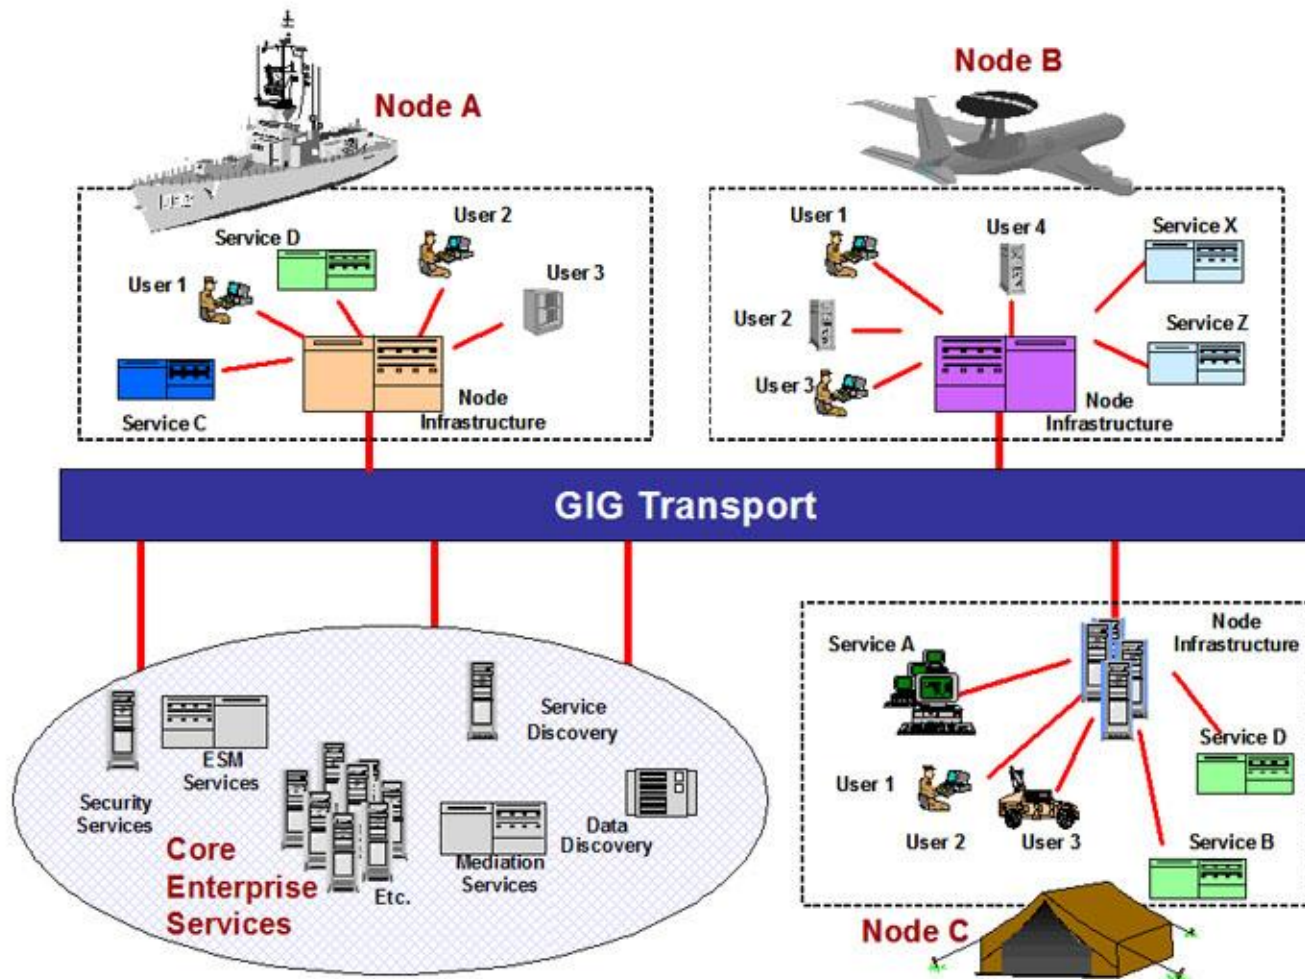 Node A
Node B
User 2
Service D
User 1
User 3
Service C
Node
Infrastructure
User 1
User 4
Service X
User 2
Service Z
User 3
Node
Infrastructure
GIG Transport
Service A
Node
Infrastructure
Service D
User 1
User 2
User 3
Service B
Node C
Service
Discovery
ESM
Services
Security
Services
Data
Discovery
Mediation
Services
Etc.
Core
Enterprise
Services